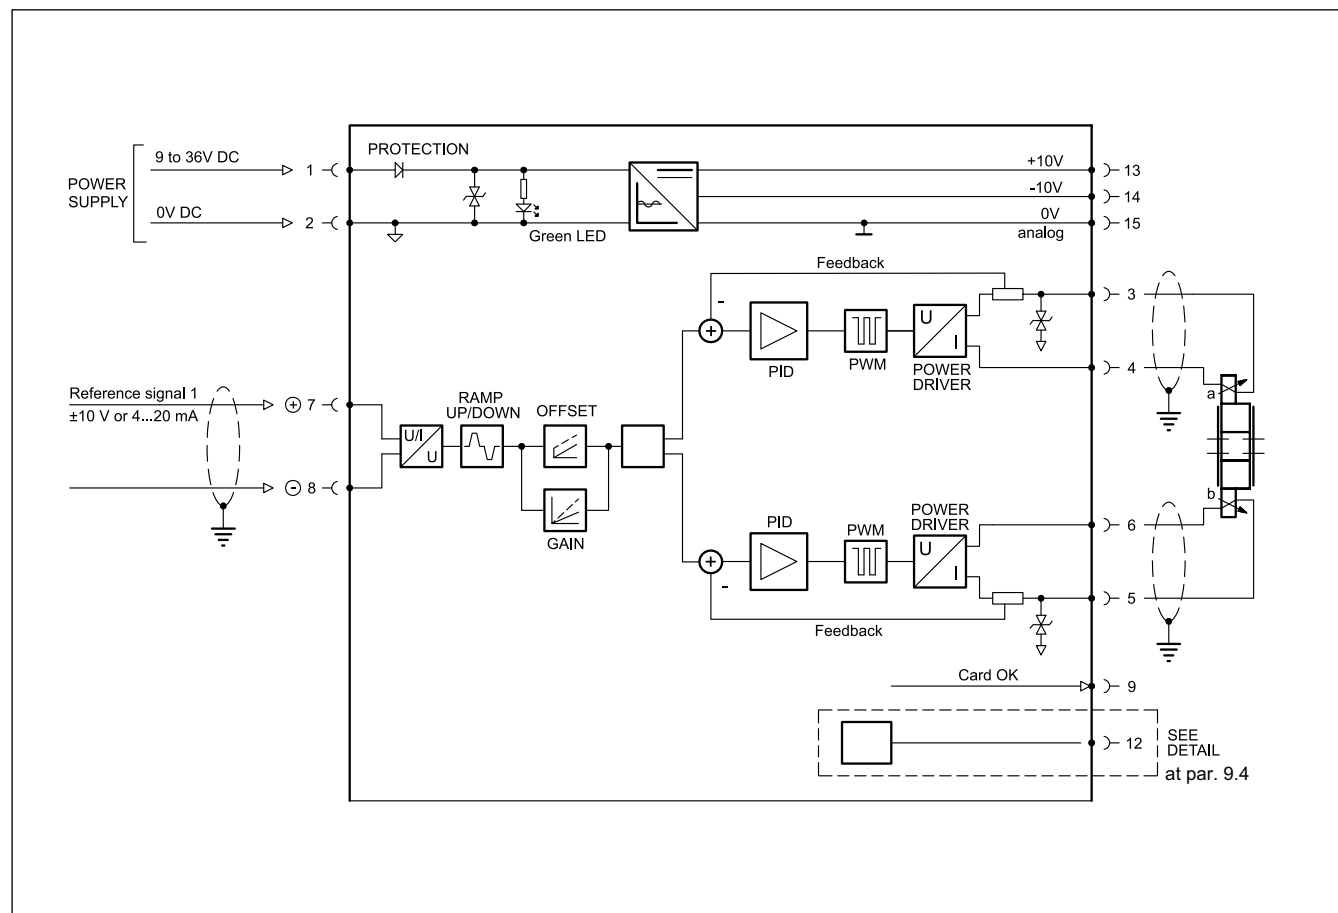 POWER
SUPPLY
9 to 36V DC
1
0V DC
2
PROTECTION
Green LED
+10V
13
-10V
14
0V
analog
15
Feedback
-
+
PID
PWM
U
I
POWER
DRIVER
3
4
Reference signal 1
±10 V or 4...20 mA
+ 7
- 8
U/I
U
RAMP
UP/DOWN
OFFSET
GAIN
a
b
+
-
PID
PWM
POWER
DRIVER
U
I
6
5
Feedback
Card OK
9
12
SEE
DETAIL
at par. 9.4